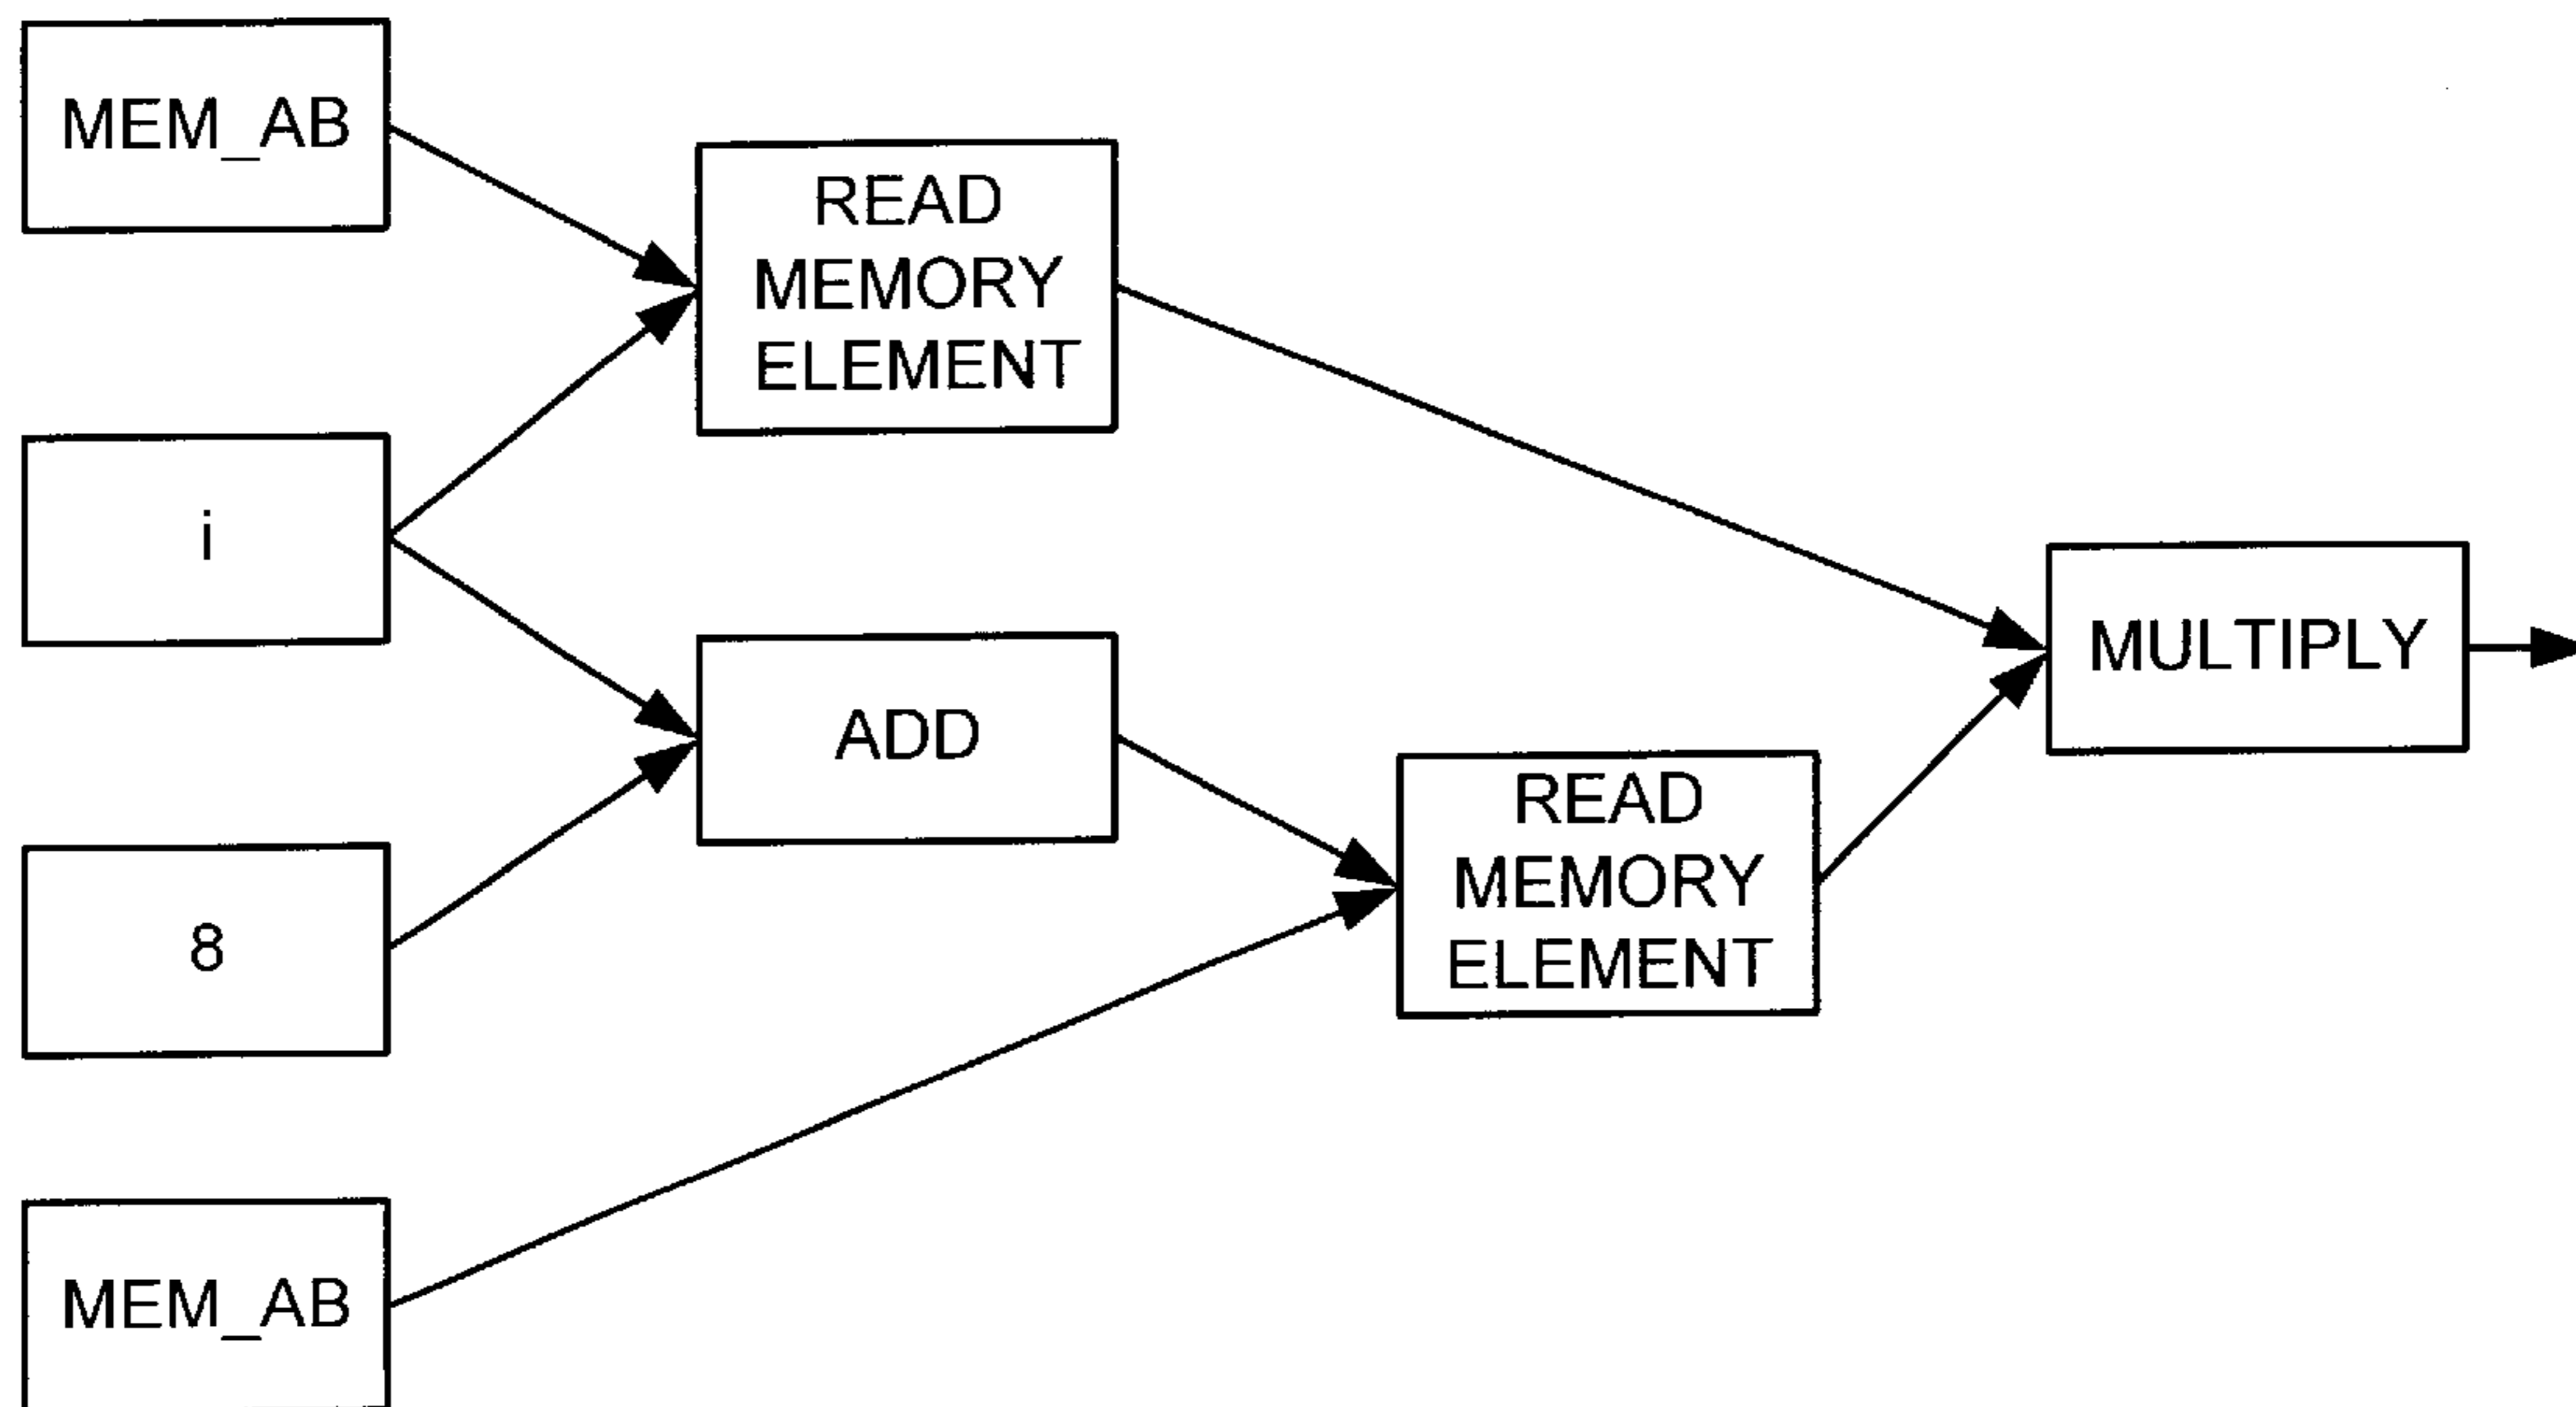 MEM_AB
READ
MEMORY
ELEMENT
i
MULTIPLY
ADD
READ
MEMORY
ELEMENT
8
MEM_AB